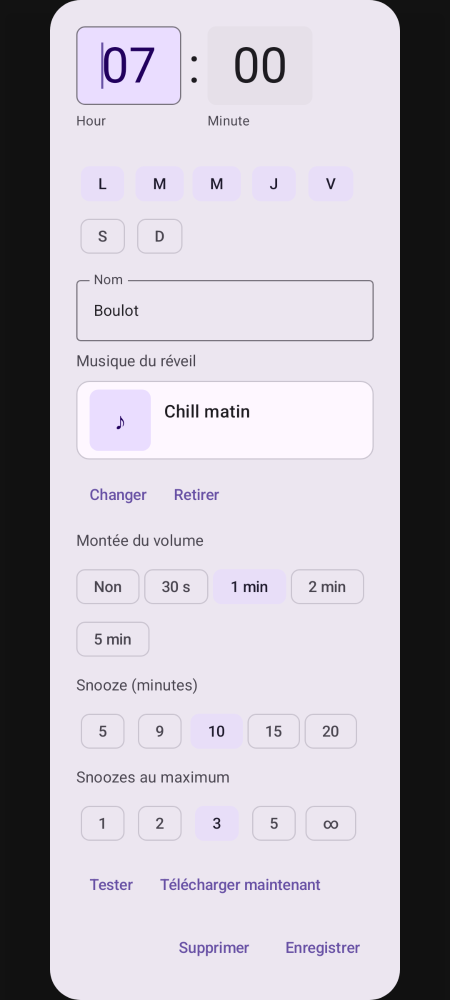 07 : 00
Hour Minute
L M M J V
S D
Nom
Boulot
Musique du réveil
♪ Chill matin
Changer Retirer
Montée du volume
Non 30 s 1 min 2 min
5 min
Snooze (minutes)
5 9 10 15 20
Snoozes au maximum
1 2 3 5 ∞
Tester Télécharger maintenant
Supprimer Enregistrer